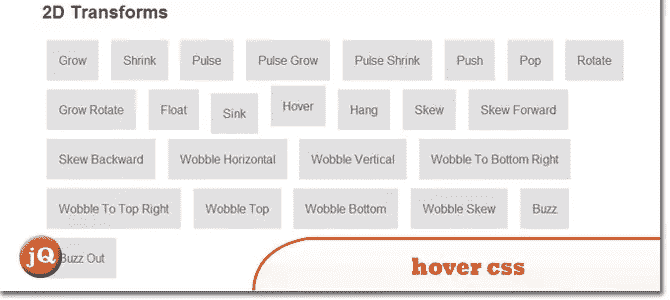 2D Transforms
Grow Shrink Pulse Pulse Grow Pulse Shrink Push Pop Rotate
Grow Rotate Float Sink Hover Hang Skew Skew Forward
Skew Backward Wobble Horizontal Wobble Vertical Wobble To Bottom Right
Wobble To Top Right Wobble Top Wobble Bottom Wobble Skew Buzz
Buzz Out
jQ
hover css